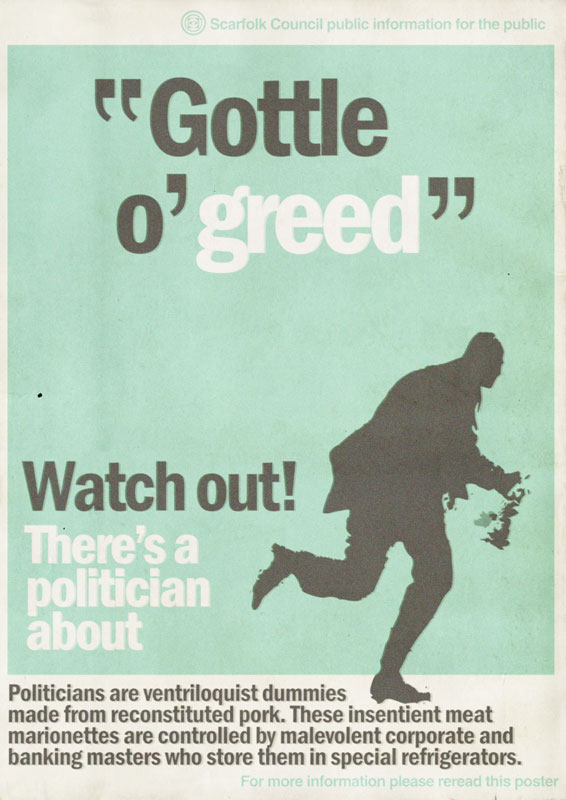 Scarfolk Council public information for the public
"Gottle
o' greed"
Watch out!
There's a
politician
about
Politicians are ventriloquist dummies
made from reconstituted pork. These insentient meat
marionettes are controlled by malevolent corporate and
banking masters who store them in special refrigerators.
For more information please reread this poster